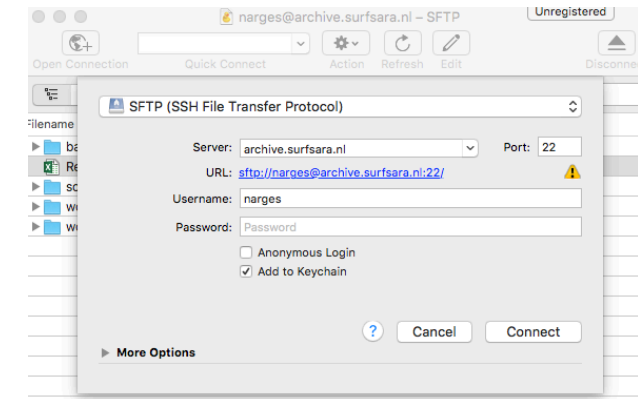 narges@archive.surfsara.nl – SFTP
Unregistered
Open Connection
Quick Connect
Action
Refresh
Edit
SFTP (SSH File Transfer Protocol)
Filename
Server: archive.surfsara.nl Port: 22
URL: sftp://narges@archive.surfsara.nl:22/
Username: narges
Password: Password
Anonymous Login
Add to Keychain
? Cancel Connect
More Options